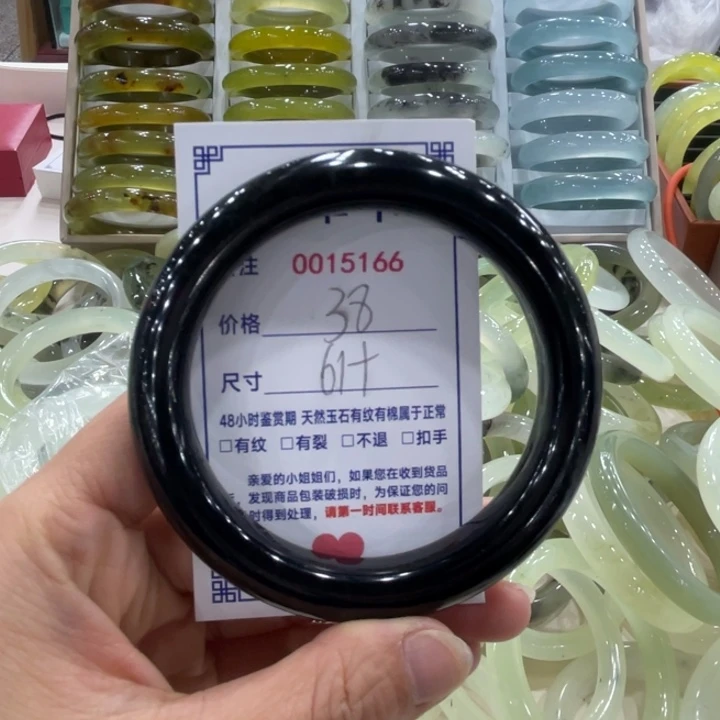 注 0015166
价格 38
尺寸 61+
48小时鉴赏期 天然玉石有纹有棉属于正常
□有纹 □有裂 □不退 □扣手
亲爱的小姐姐们，如果您在收到货品
，发现商品包装破损时，为保证您的问
时得到处理，请第一时间联系客服。